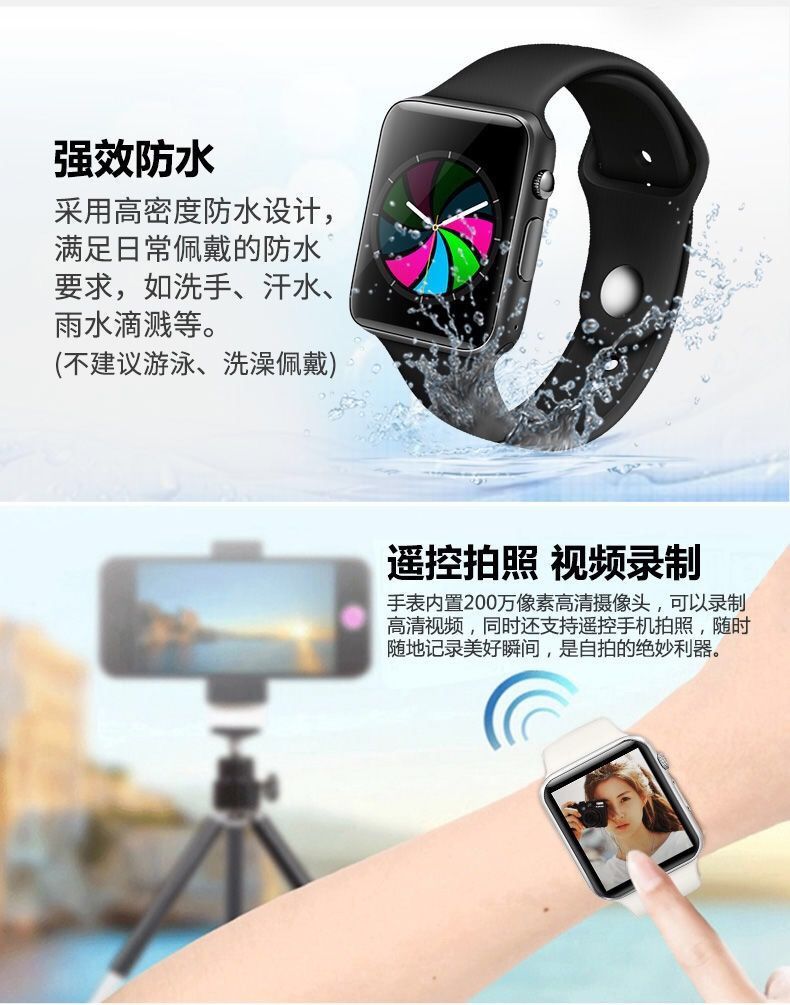 强效防水
采用高密度防水设计，
满足日常佩戴的防水
要求，如洗手、汗水、
雨水滴溅等。
(不建议游泳、洗澡佩戴)
遥控拍照 视频录制
手表内置200万像素高清摄像头，可以录制
高清视频，同时还支持遥控手机拍照，随时
随地记录美好瞬间，是自拍的绝妙利器。